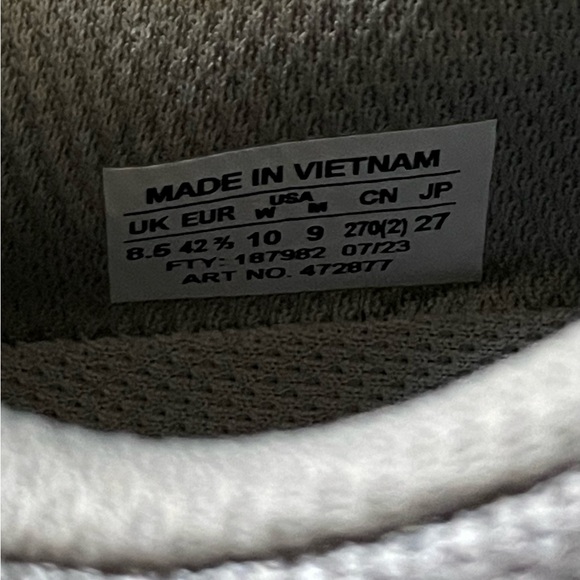 MADE IN VIETNAM
UK EUR USA W M CN JP
8.5 42 ⅔ 10 9 270(2) 27
FTY: 187982 07/23
ART NO. 472877